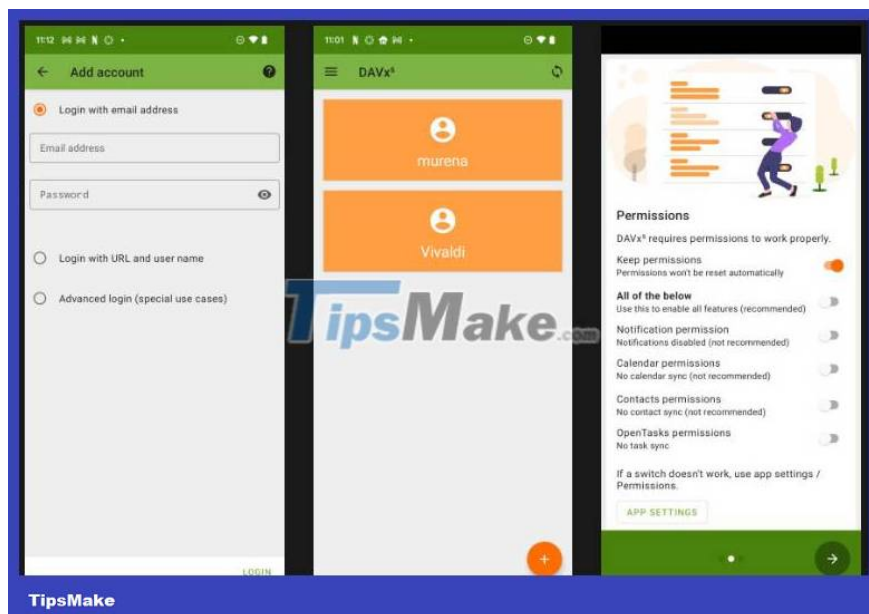 11:12
Add account
Login with email address
Email address
Password
Login with URL and user name
Advanced login (special use cases)
LOGIN
11:01
DAVx⁵
murena
Vivaldi
+
Permissions
DAVx⁵ requires permissions to work properly.
Keep permissions
Permissions won't be reset automatically
All of the below
Use this to enable all features (recommended)
Notification permission
Notifications disabled (not recommended)
Calendar permissions
No calendar sync (not recommended)
Contacts permissions
No contact sync (not recommended)
OpenTasks permissions
No task sync
If a switch doesn't work, use app settings /
Permissions.
APP SETTINGS
TipsMake.com
TipsMake